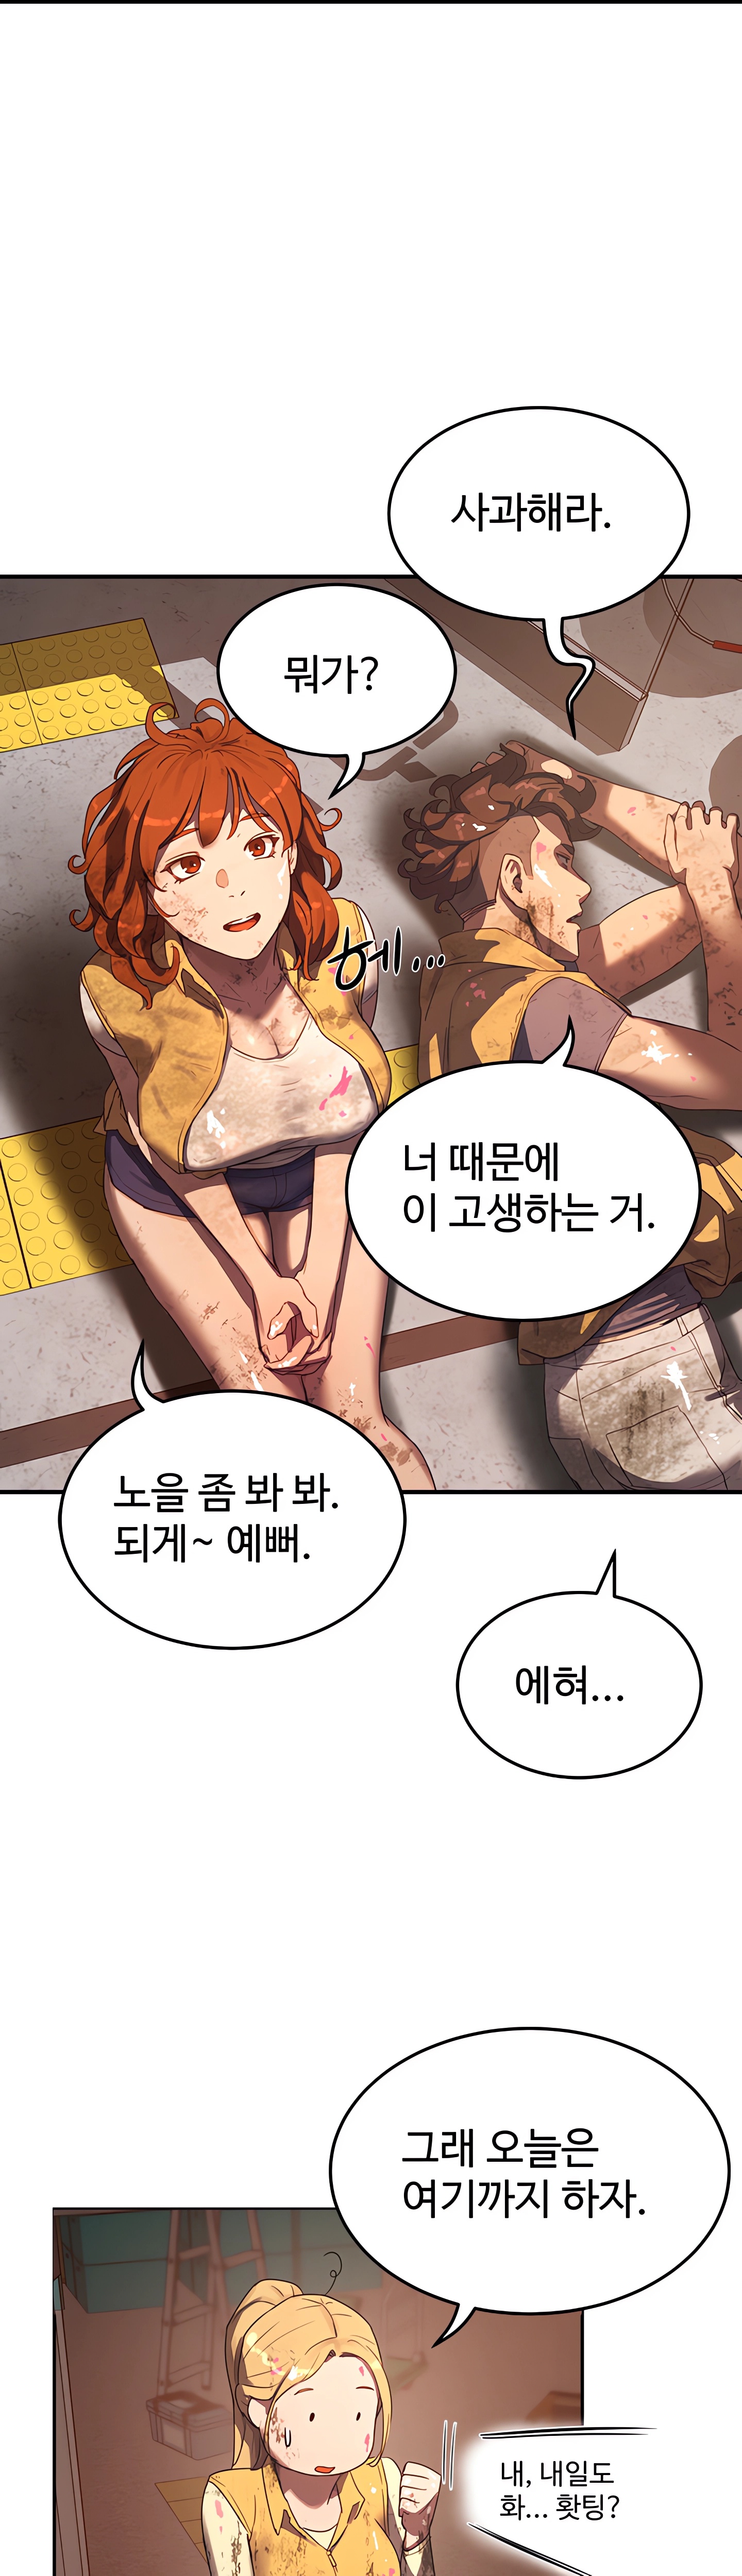 사과해라.
뭐가?
헤...
너 때문에
이 고생하는 거.
노을 좀 봐 봐.
되게~ 예뻐.
에혀...
그래 오늘은
여기까지 하자.
내, 내일도
화... 홧팅?